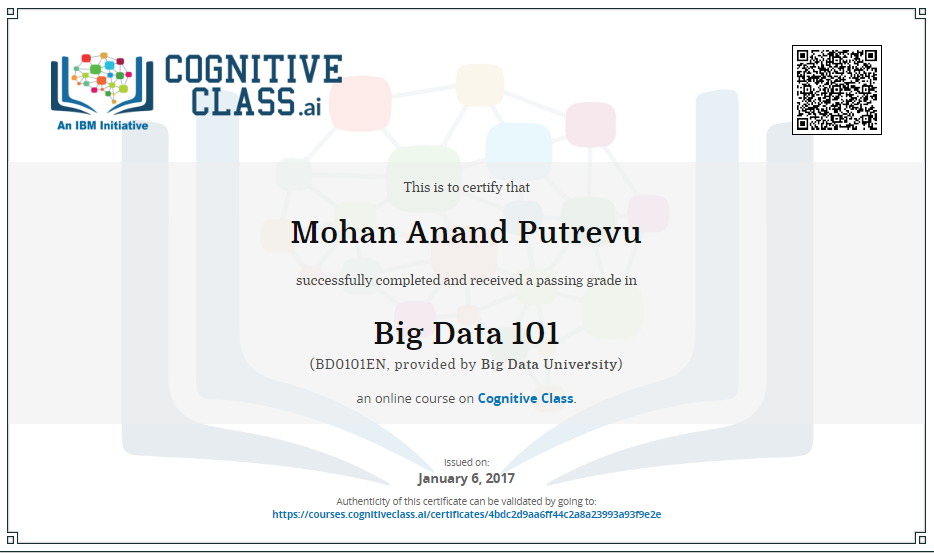 COGNITIVE
CLASS.ai
An IBM Initiative
This is to certify that
Mohan Anand Putrevu
successfully completed and received a passing grade in
Big Data 101
(BD0101EN, provided by Big Data University)
an online course on Cognitive Class.
Issued on:
January 6, 2017
Authenticity of this certificate can be validated by going to:
https://courses.cognitiveclass.ai/certificates/4bdc2d9aa6ff44c2a8a23993a93f9e2e